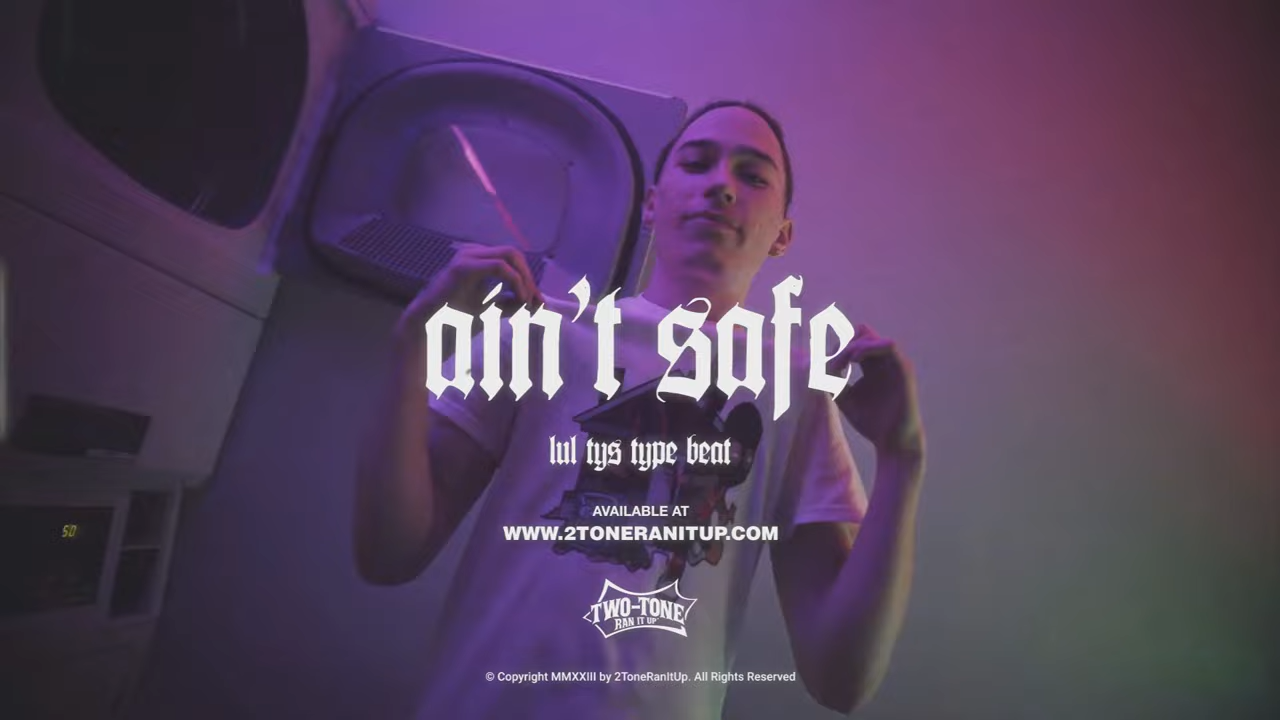 ain't safe
lul tys type beat
AVAILABLE AT
WWW.2TONERANITUP.COM
TWO-TONE
RAN IT UP
© Copyright MMXXIII by 2ToneRanItUp. All Rights Reserved
50